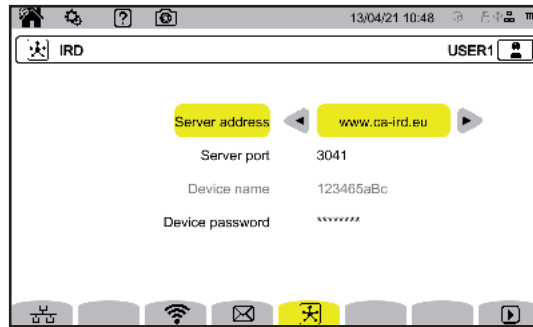 13/04/21 10:48
IRD USER1
Server address www.ca-ird.eu
Server port 3041
Device name 123465aBc
Device password ********